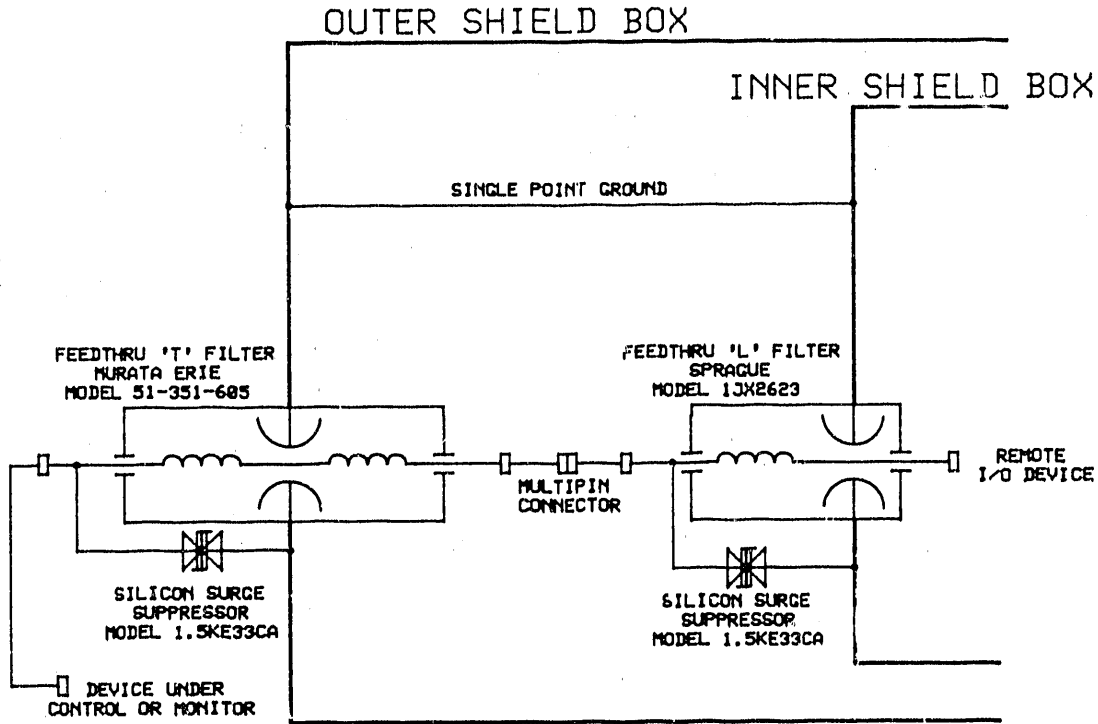 OUTER SHIELD BOX
INNER SHIELD BOX
SINGLE POINT GROUND
FEEDTHRU 'T' FILTER
MURATA ERIE
MODEL 51-351-605
FEEDTHRU 'L' FILTER
SPRAGUE
MODEL 1JX2623
MULTIPIN
CONNECTOR
REMOTE
I/O DEVICE
SILICON SURGE
SUPPRESSOR
MODEL 1.5KE33CA
SILICON SURGE
SUPPRESSOR
MODEL 1.5KE33CA
DEVICE UNDER
CONTROL OR MONITOR